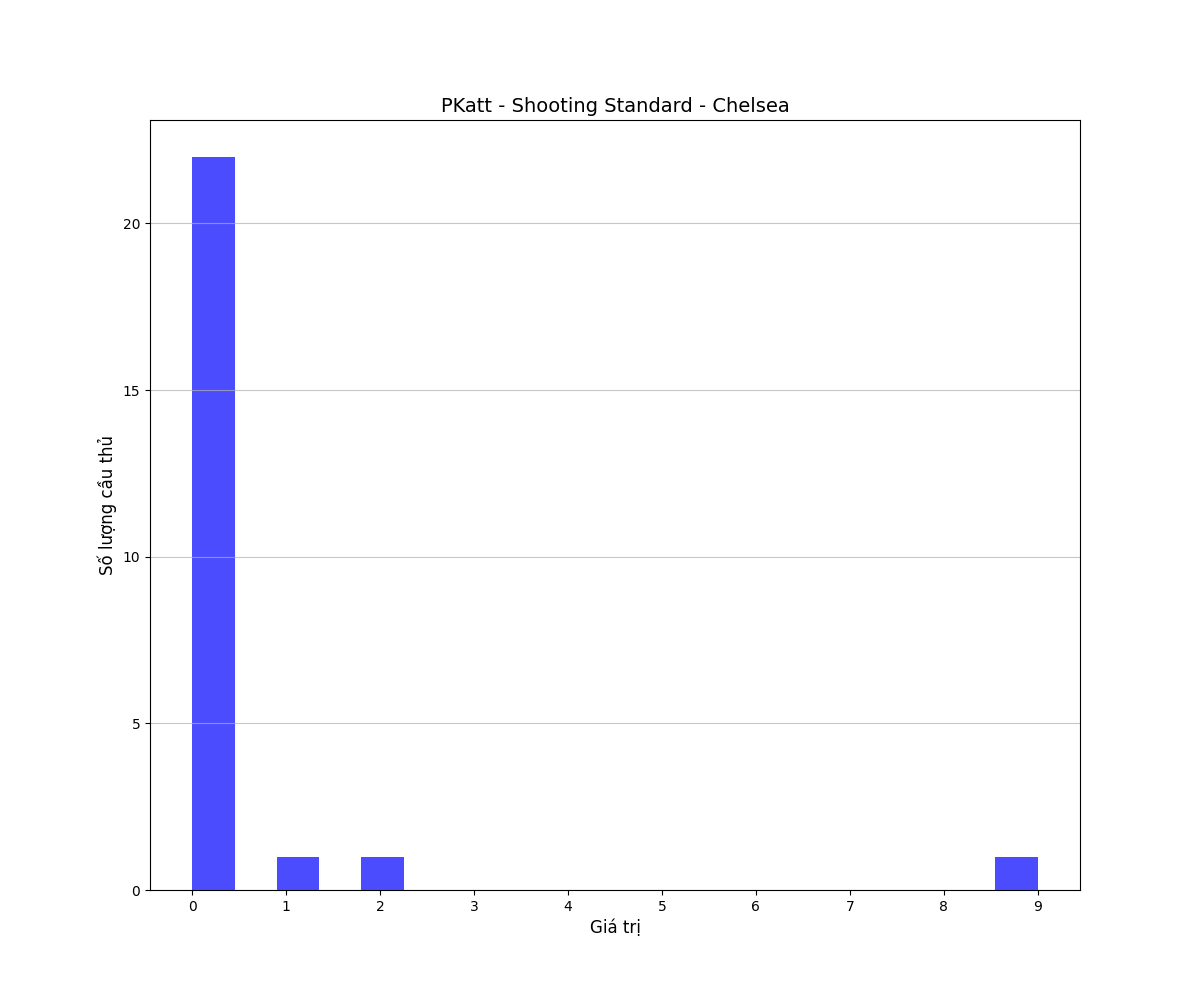 PKatt - Shooting Standard - Chelsea
Số lượng cầu thủ
20
15
10
5
0
0 1 2 3 4 5 6 7 8 9
Giá trị